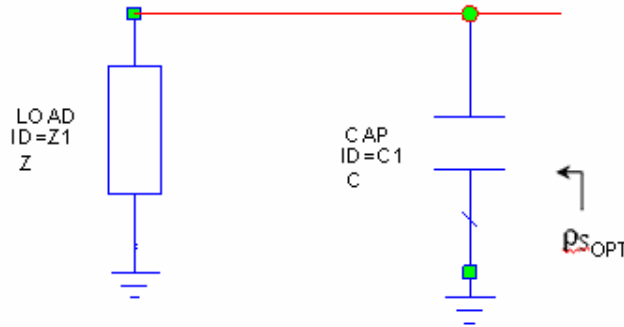 LOAD
ID=Z1
Z
CAP
ID=C1
C
ρS OPT